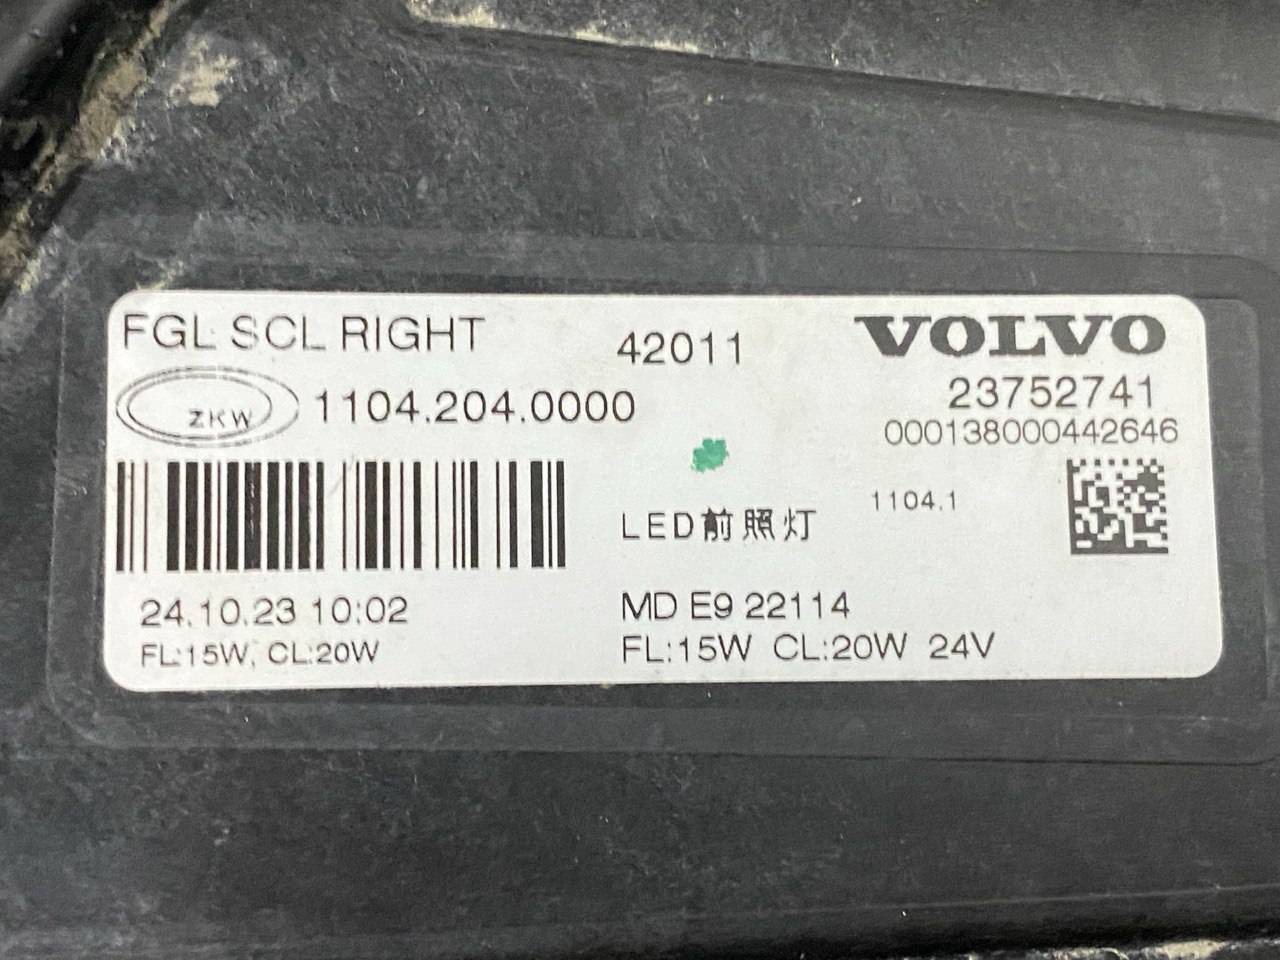 FGL SCL RIGHT
42011
VOLVO
ZKW
1104.204.0000
23752741
000138000442646
1104.1
LED前照灯
24.10.23 10:02
MD E9 22114
FL:15W, CL:20W
FL:15W CL:20W 24V